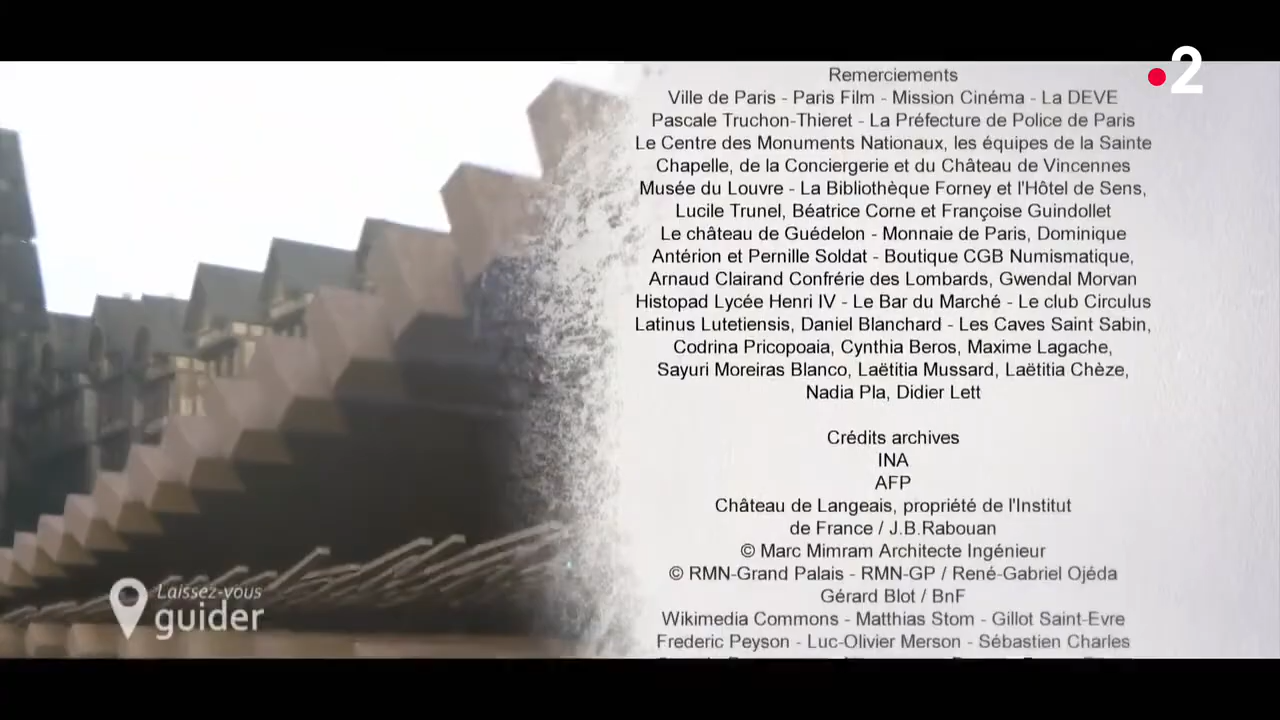 2
Remerciements
Ville de Paris - Paris Film - Mission Cinéma - La DEVE
Pascale Truchon-Thieret - La Préfecture de Police de Paris
Le Centre des Monuments Nationaux, les équipes de la Sainte
Chapelle, de la Conciergerie et du Château de Vincennes
Musée du Louvre - La Bibliothèque Forney et l'Hôtel de Sens,
Lucile Trunel, Béatrice Corne et Françoise Guindollet
Le château de Guédelon - Monnaie de Paris, Dominique
Antérion et Pernille Soldat - Boutique CGB Numismatique,
Arnaud Clairand Confrérie des Lombards, Gwendal Morvan
Histopad Lycée Henri IV - Le Bar du Marché - Le club Circulus
Latinus Lutetiensis, Daniel Blanchard - Les Caves Saint Sabin,
Codrina Pricopoaia, Cynthia Beros, Maxime Lagache,
Sayuri Moreiras Blanco, Laëtitia Mussard, Laëtitia Chèze,
Nadia Pla, Didier Lett
Crédits archives
INA
AFP
Château de Langeais, propriété de l'Institut
de France / J.B.Rabouan
© Marc Mimram Architecte Ingénieur
© RMN-Grand Palais - RMN-GP / René-Gabriel Ojéda
Gérard Blot / BnF
Wikimedia Commons - Matthias Stom - Gillot Saint-Evre
Frederic Peyson - Luc-Olivier Merson - Sébastien Charles
Laissez-vous
guider